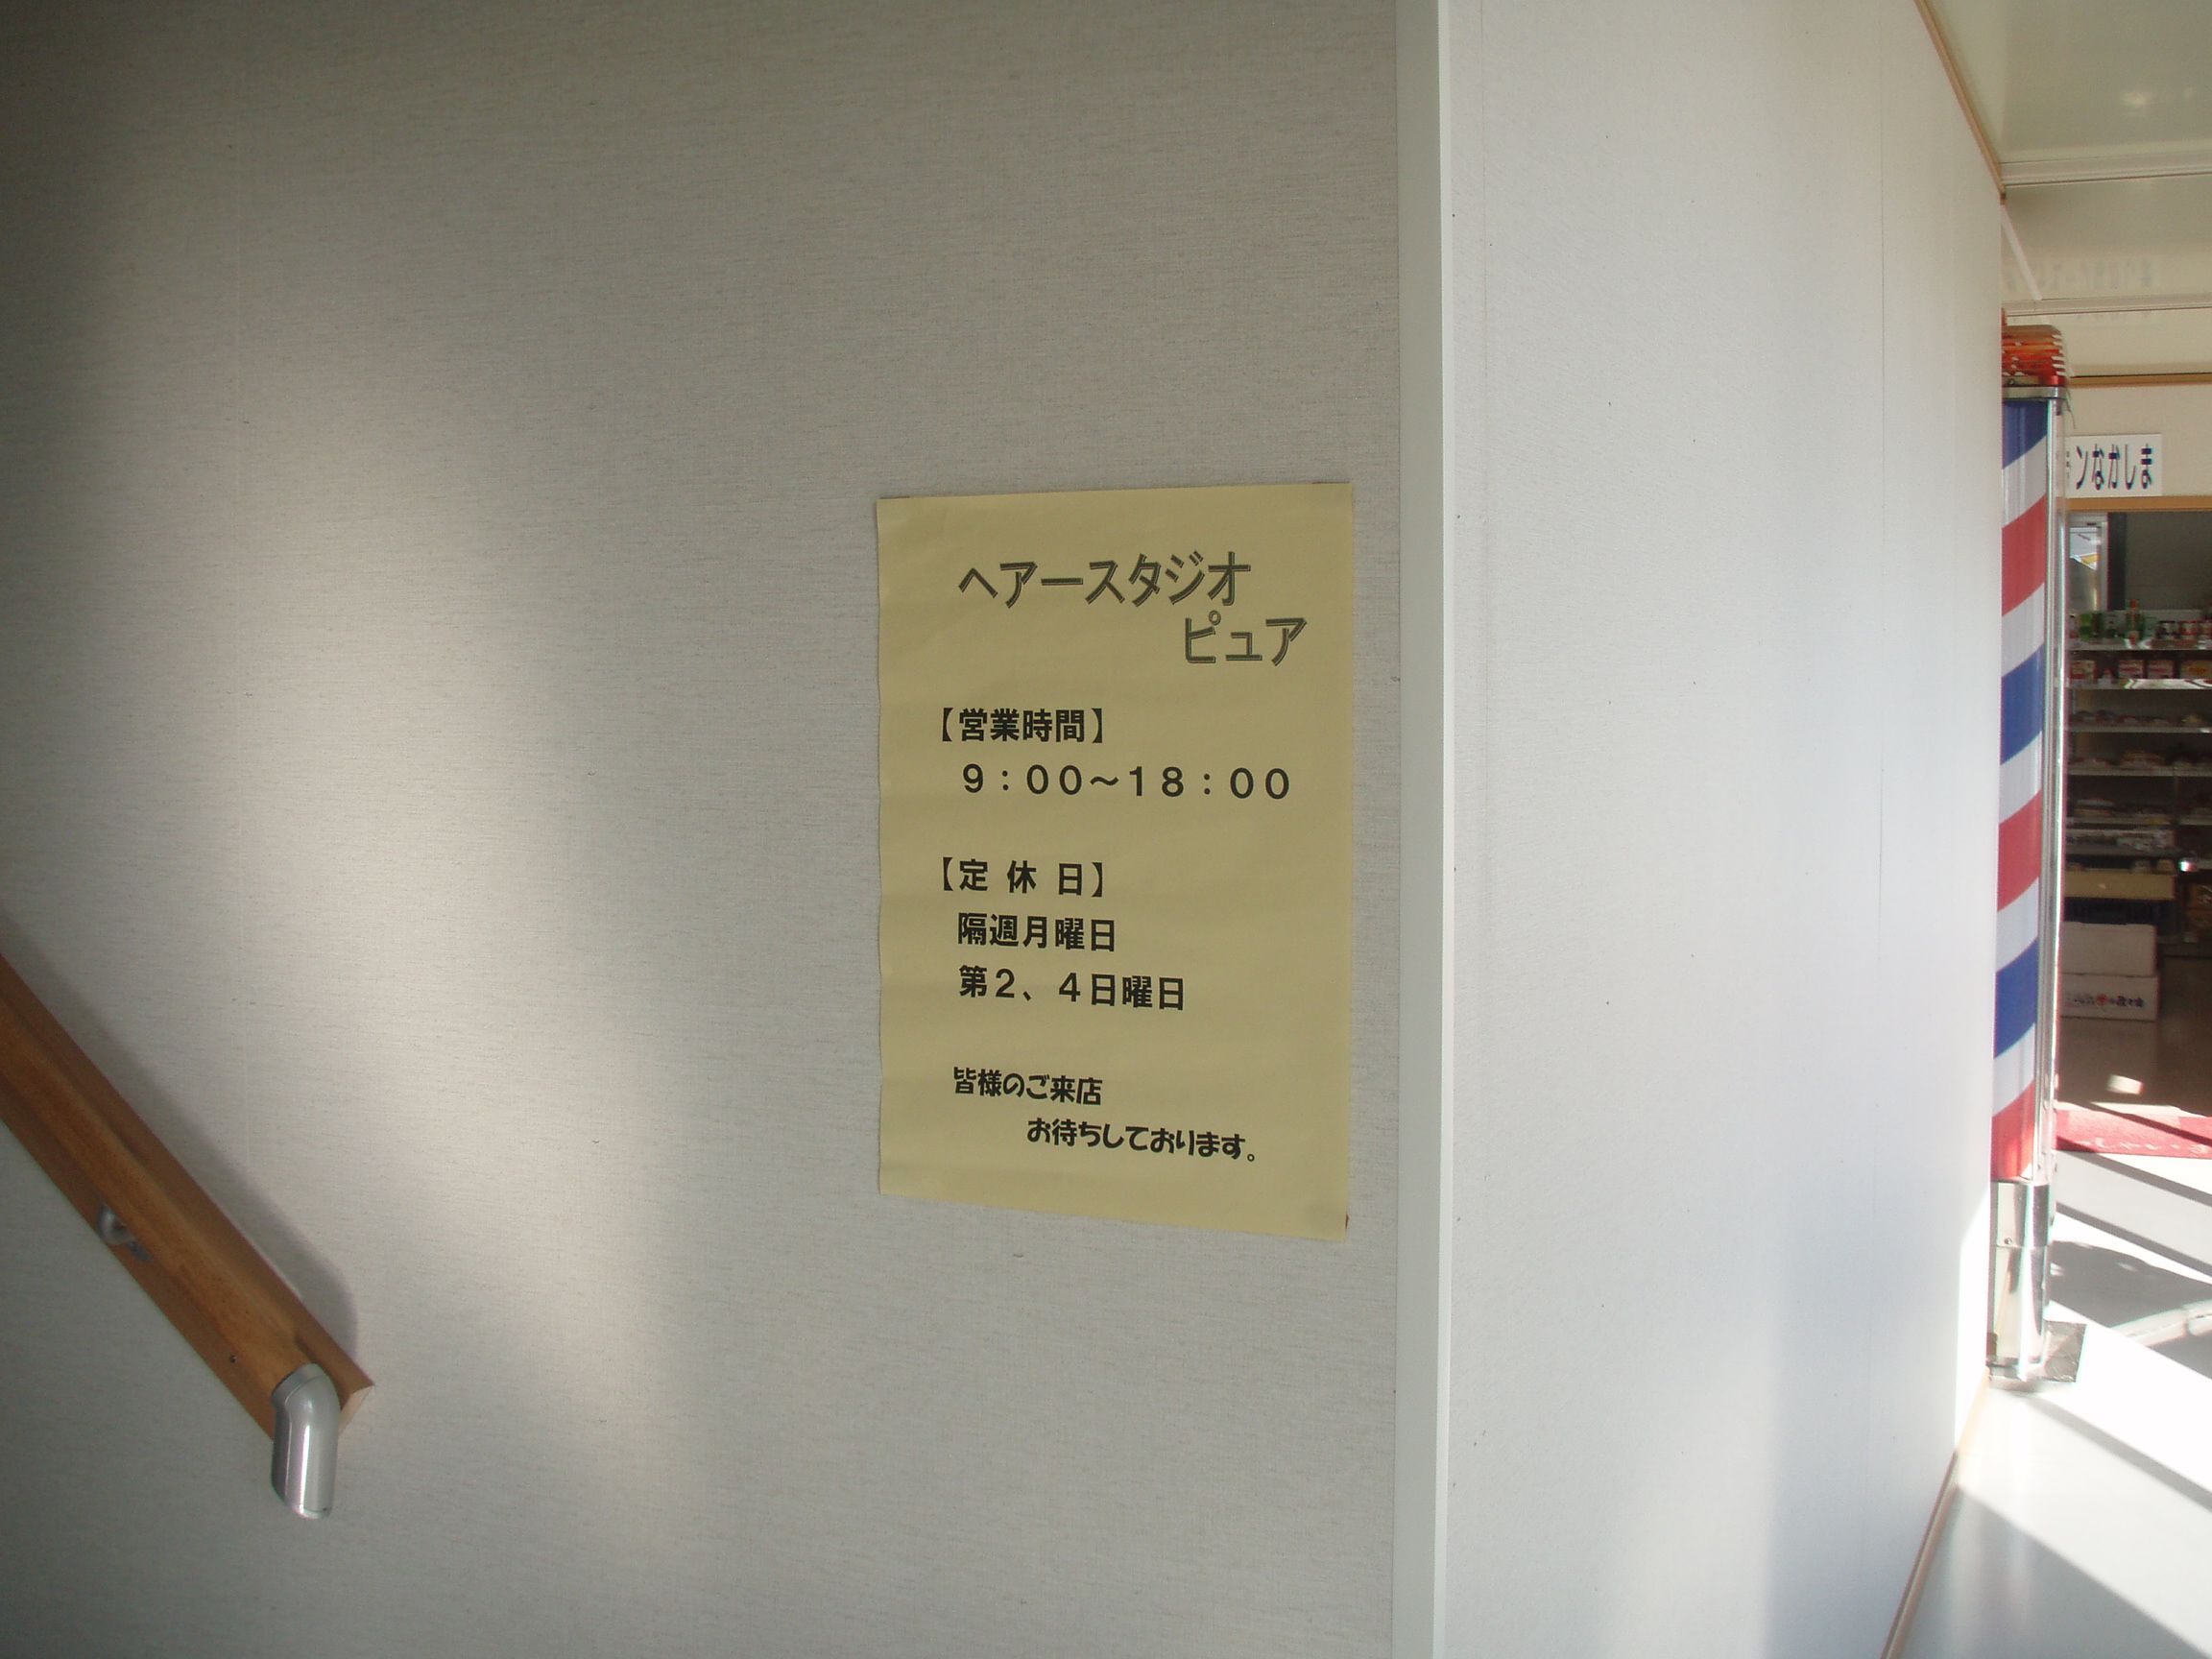 ヘアースタジオ
ピュア
【営業時間】
９：００～１８：００
【定 休 日】
隔週月曜日
第２、４日曜日
皆様のご来店
お待ちしております。
ンなかしま